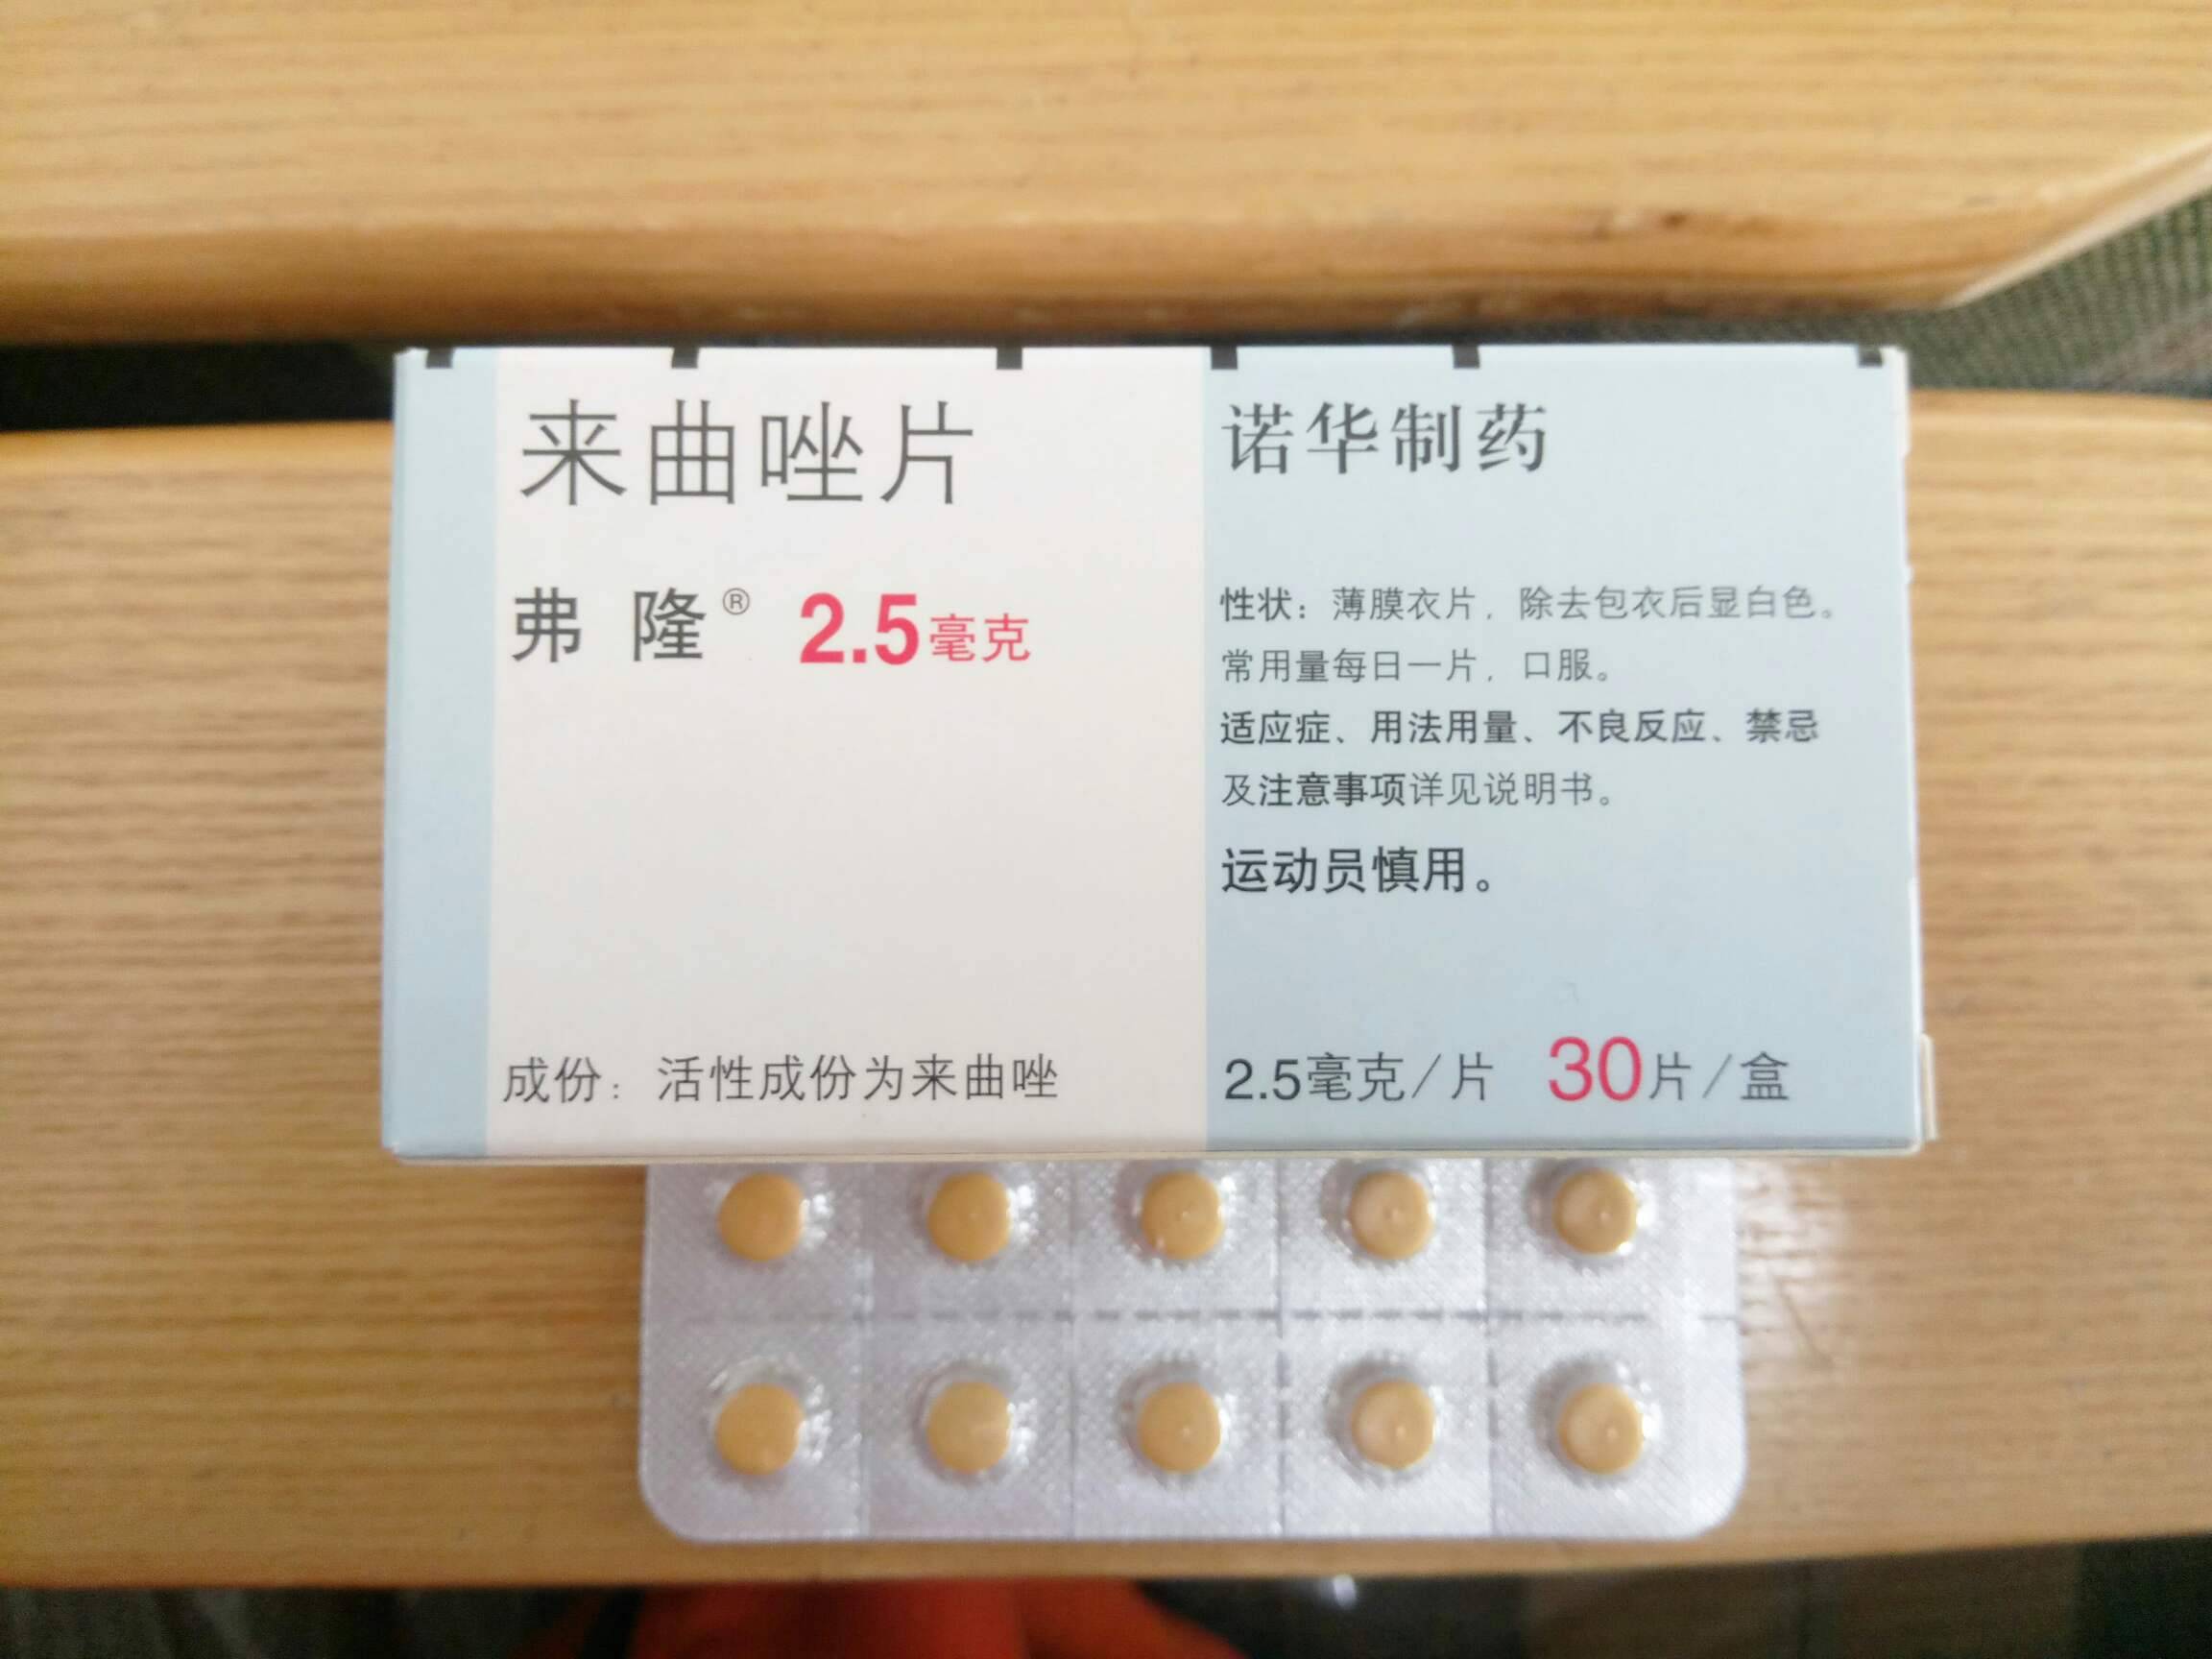 来曲唑片
弗 隆® 2.5毫克
成份：活性成份为来曲唑
诺华制药
性状：薄膜衣片，除去包衣后显白色。
常用量每日一片，口服。
适应症、用法用量、不良反应、禁忌
及注意事项详见说明书。
运动员慎用。
2.5毫克/片 30片/盒